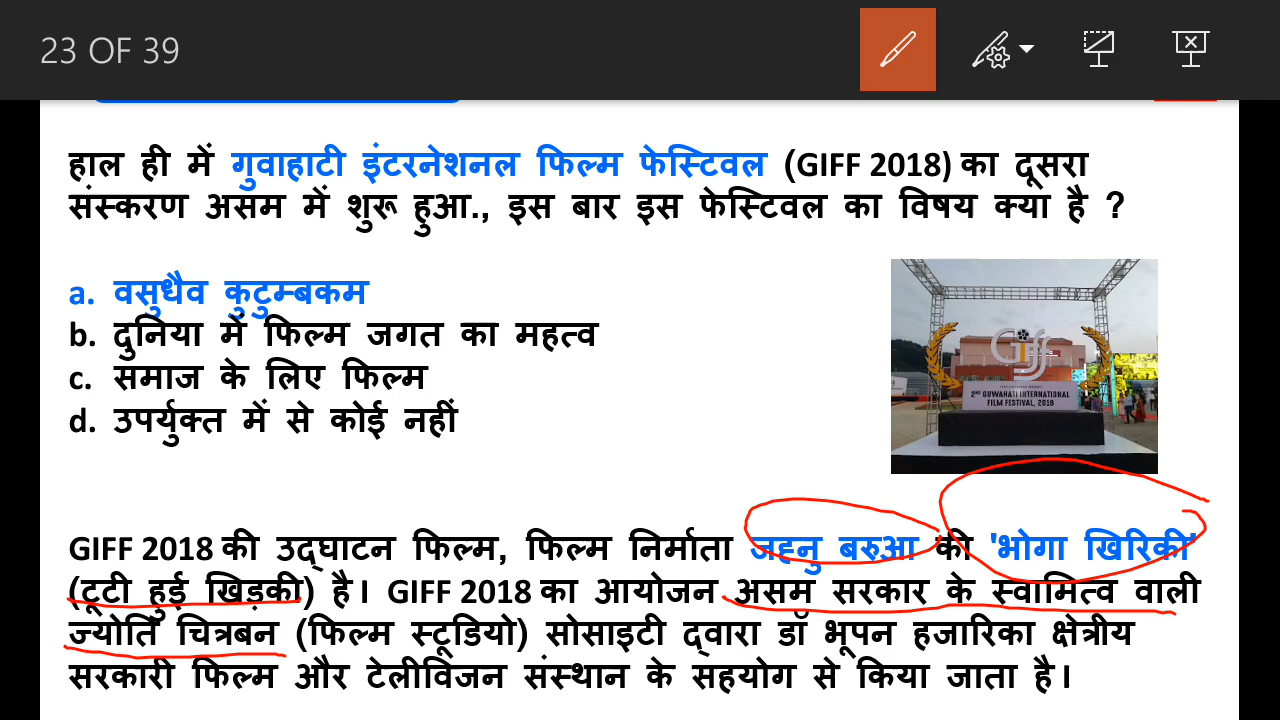 23 OF 39
हाल ही में गुवाहाटी इंटरनेशनल फिल्म फेस्टिवल (GIFF 2018) का दूसरा
संस्करण असम में शुरू हुआ., इस बार इस फेस्टिवल का विषय क्या है ?
a. वसुधैव कुटुम्बकम
b. दुनिया में फिल्म जगत का महत्व
c. समाज के लिए फिल्म
d. उपर्युक्त में से कोई नहीं
Giff
2ND GUWAHATI INTERNATIONAL
FILM FESTIVAL, 2018
GIFF 2018 की उद्घाटन फिल्म, फिल्म निर्माता जहनु बरुआ की 'भोगा खिरिकी'
(टूटी हुई खिड़की) है। GIFF 2018 का आयोजन असम सरकार के स्वामित्व वाली
ज्योति चित्रबन (फिल्म स्टूडियो) सोसाइटी द्वारा डॉ भूपन हजारिका क्षेत्रीय
सरकारी फिल्म और टेलीविजन संस्थान के सहयोग से किया जाता है।